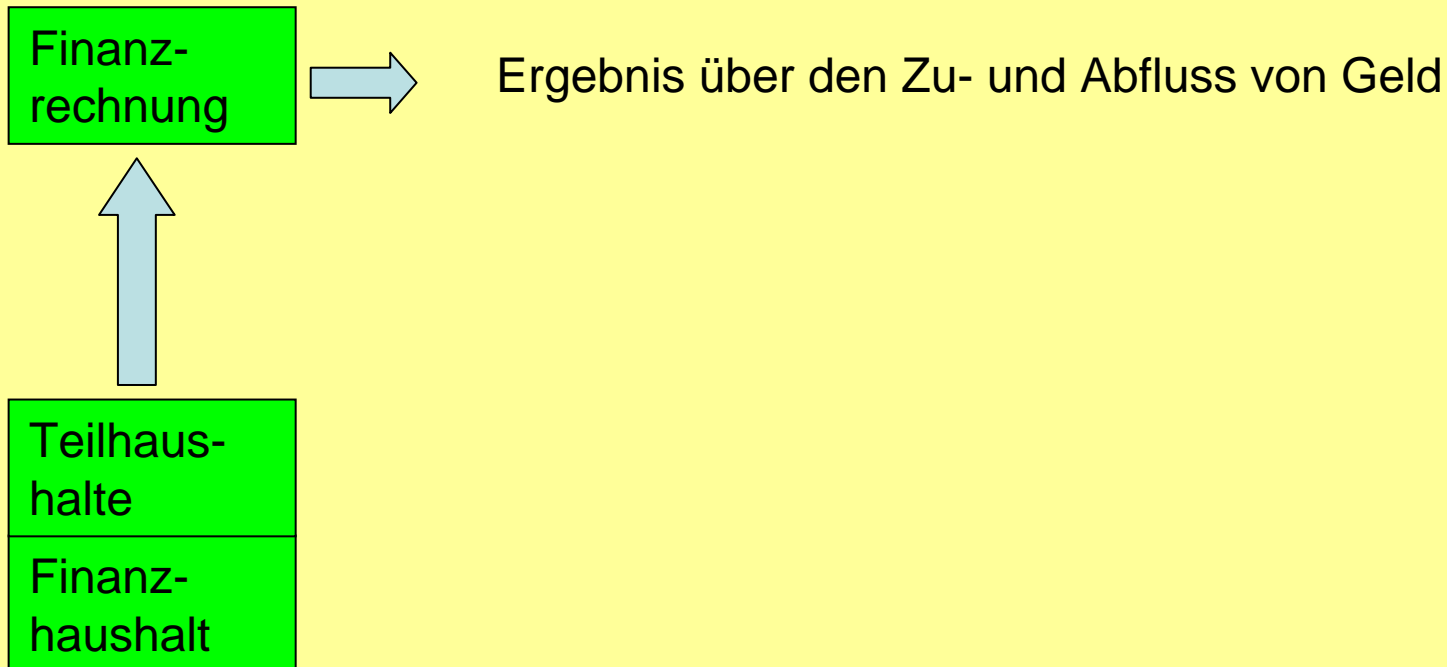 Finanz-
rechnung
Ergebnis über den Zu- und Abfluss von Geld
Teilhaus-
halte
Finanz-
haushalt